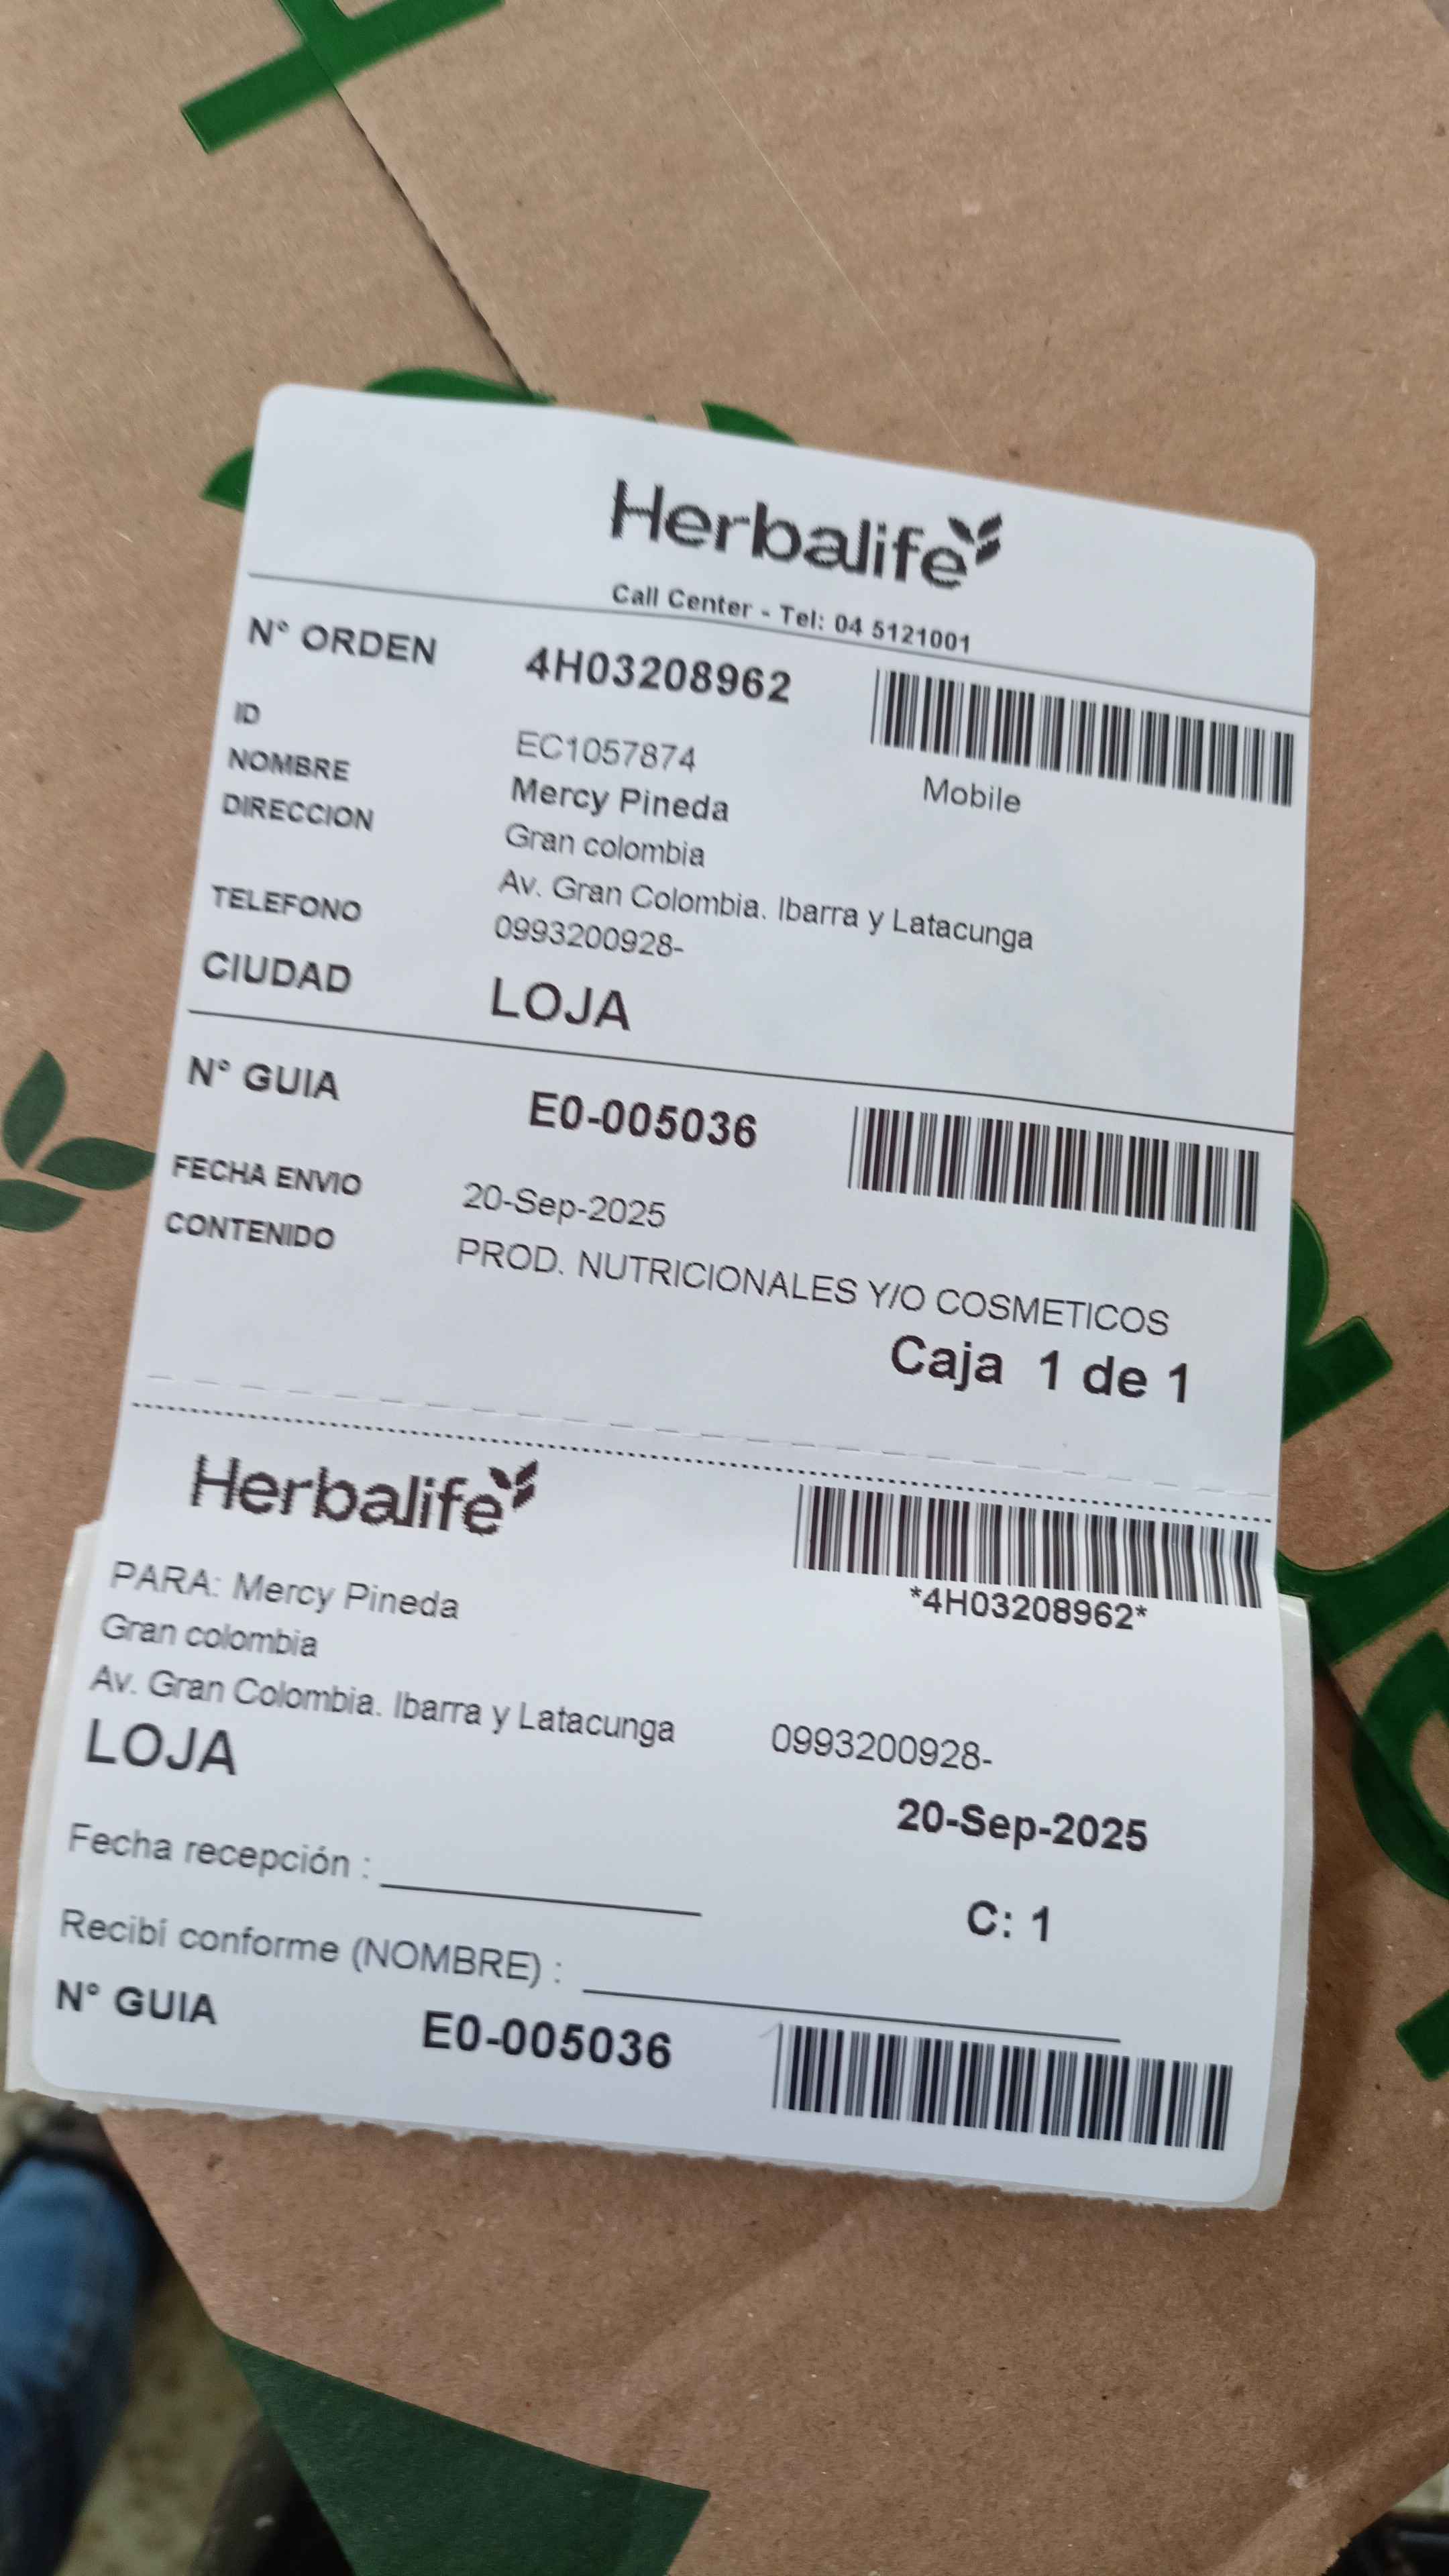 Herbalife
Call Center - Tel: 04 5121001
N° ORDEN 4H03208962
ID EC1057874 Mobile
NOMBRE Mercy Pineda
DIRECCION Gran colombia
Av. Gran Colombia. Ibarra y Latacunga
TELEFONO 0993200928-
CIUDAD LOJA
N° GUIA E0-005036
FECHA ENVIO 20-Sep-2025
CONTENIDO PROD. NUTRICIONALES Y/O COSMETICOS
Caja 1 de 1
Herbalife
*4H03208962*
PARA: Mercy Pineda
Gran colombia
Av. Gran Colombia. Ibarra y Latacunga 0993200928-
LOJA
20-Sep-2025
Fecha recepción :
C: 1
Recibí conforme (NOMBRE) :
N° GUIA E0-005036